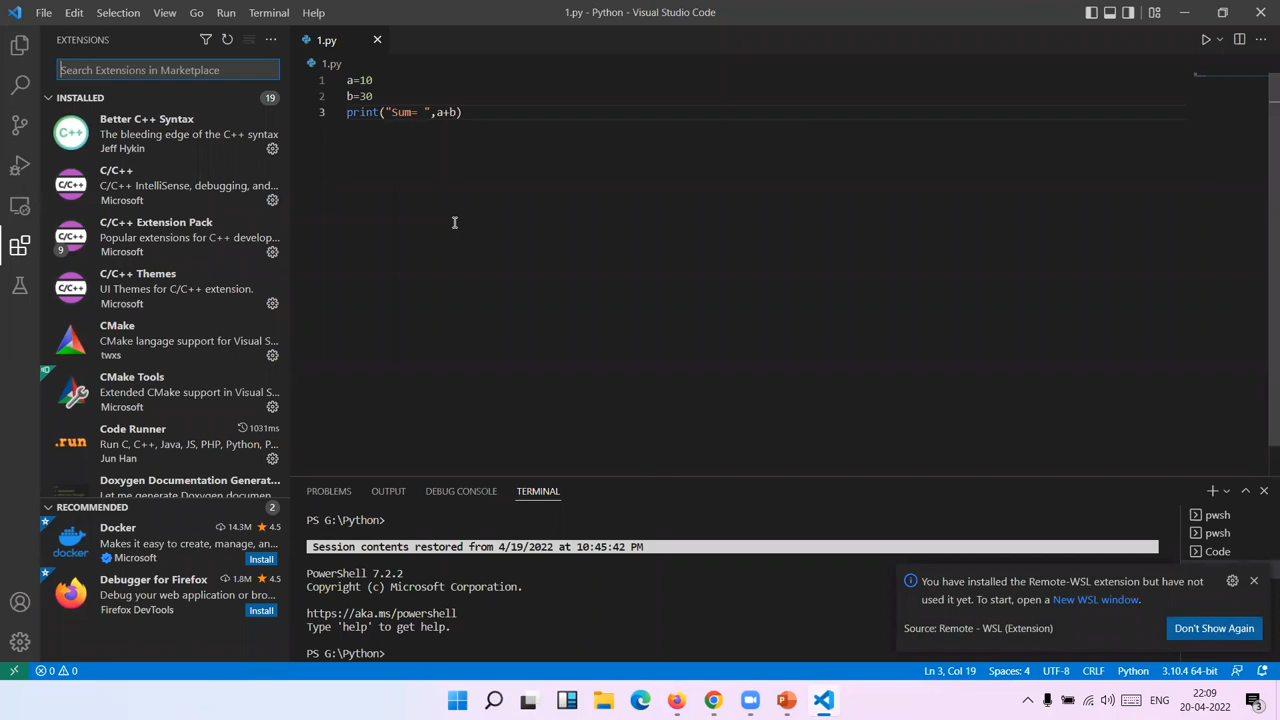 File Edit Selection View Go Run Terminal Help
1.py - Python - Visual Studio Code
EXTENSIONS
Search Extensions in Marketplace
INSTALLED 19
Better C++ Syntax
The bleeding edge of the C++ syntax
Jeff Hykin
C/C++
C/C++ IntelliSense, debugging, and...
Microsoft
C/C++ Extension Pack
Popular extensions for C++ develop...
9 Microsoft
C/C++ Themes
UI Themes for C/C++ extension.
Microsoft
CMake
CMake langage support for Visual S...
twxs
CMake Tools
Extended CMake support in Visual S...
Microsoft
Code Runner 1031ms
Run C, C++, Java, JS, PHP, Python, P...
Jun Han
Doxygen Documentation Generat...
Let me generate Doxygen documen...
RECOMMENDED 2
Docker 14.3M 4.5
Makes it easy to create, manage, an...
Microsoft Install
Debugger for Firefox 1.8M 4.5
Debug your web application or bro...
Firefox DevTools Install
1.py
1.py
1 a=10
2 b=30
3 print("Sum= ",a+b)
PROBLEMS OUTPUT DEBUG CONSOLE TERMINAL
PS G:\Python>
Session contents restored from 4/19/2022 at 10:45:42 PM
PowerShell 7.2.2
Copyright (c) Microsoft Corporation.
https://aka.ms/powershell
Type 'help' to get help.
PS G:\Python>
pwsh
pwsh
Code
You have installed the Remote-WSL extension but have not
used it yet. To start, open a New WSL window.
Source: Remote - WSL (Extension) Don't Show Again
0 0
Ln 3, Col 19 Spaces: 4 UTF-8 CRLF Python 3.10.4 64-bit
ENG
22:09
20-04-2022
3